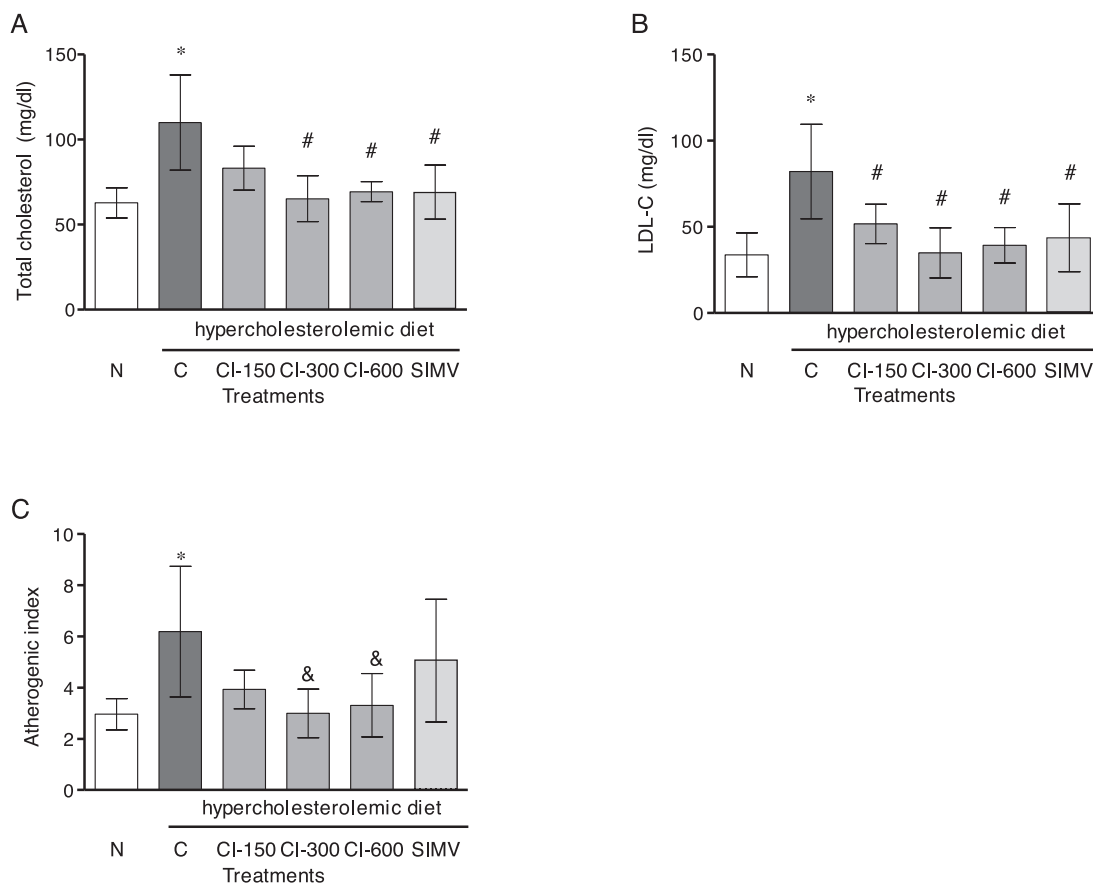 A
Total cholesterol (mg/dl)
150
100
50
0
*
#
#
#
hypercholesterolemic diet
N C CI-150 CI-300 CI-600 SIMV
Treatments
B
LDL-C (mg/dl)
150
100
50
0
*
#
#
#
#
hypercholesterolemic diet
N C CI-150 CI-300 CI-600 SIMV
Treatments
C
Atherogenic index
10
8
6
4
2
0
*
&
&
hypercholesterolemic diet
N C CI-150 CI-300 CI-600 SIMV
Treatments